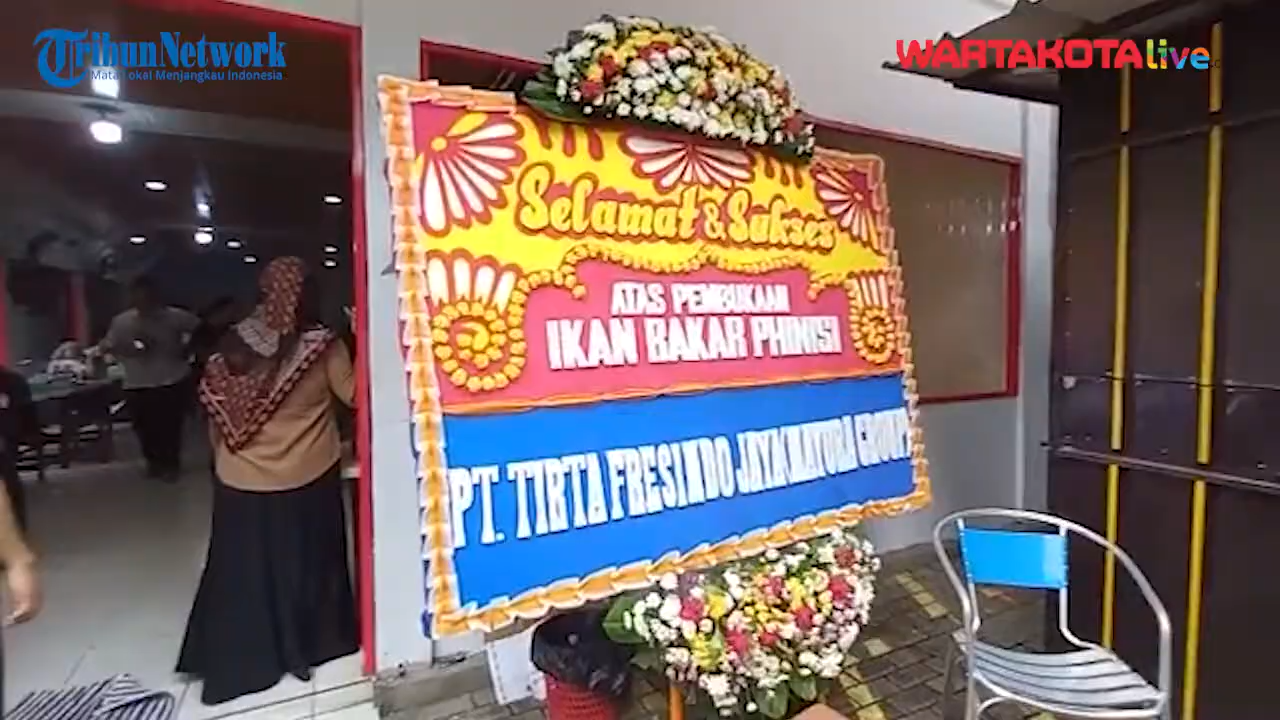 TribunNetwork
Mata Lokal Menjangkau Indonesia
WARTAKOTAlive.com
Selamat & Sukses
ATAS PEMBUKAAN
IKAN BAKAR PHINISI
PT. TIRTA FRESINDO JAYA (MAYORA GROUP)